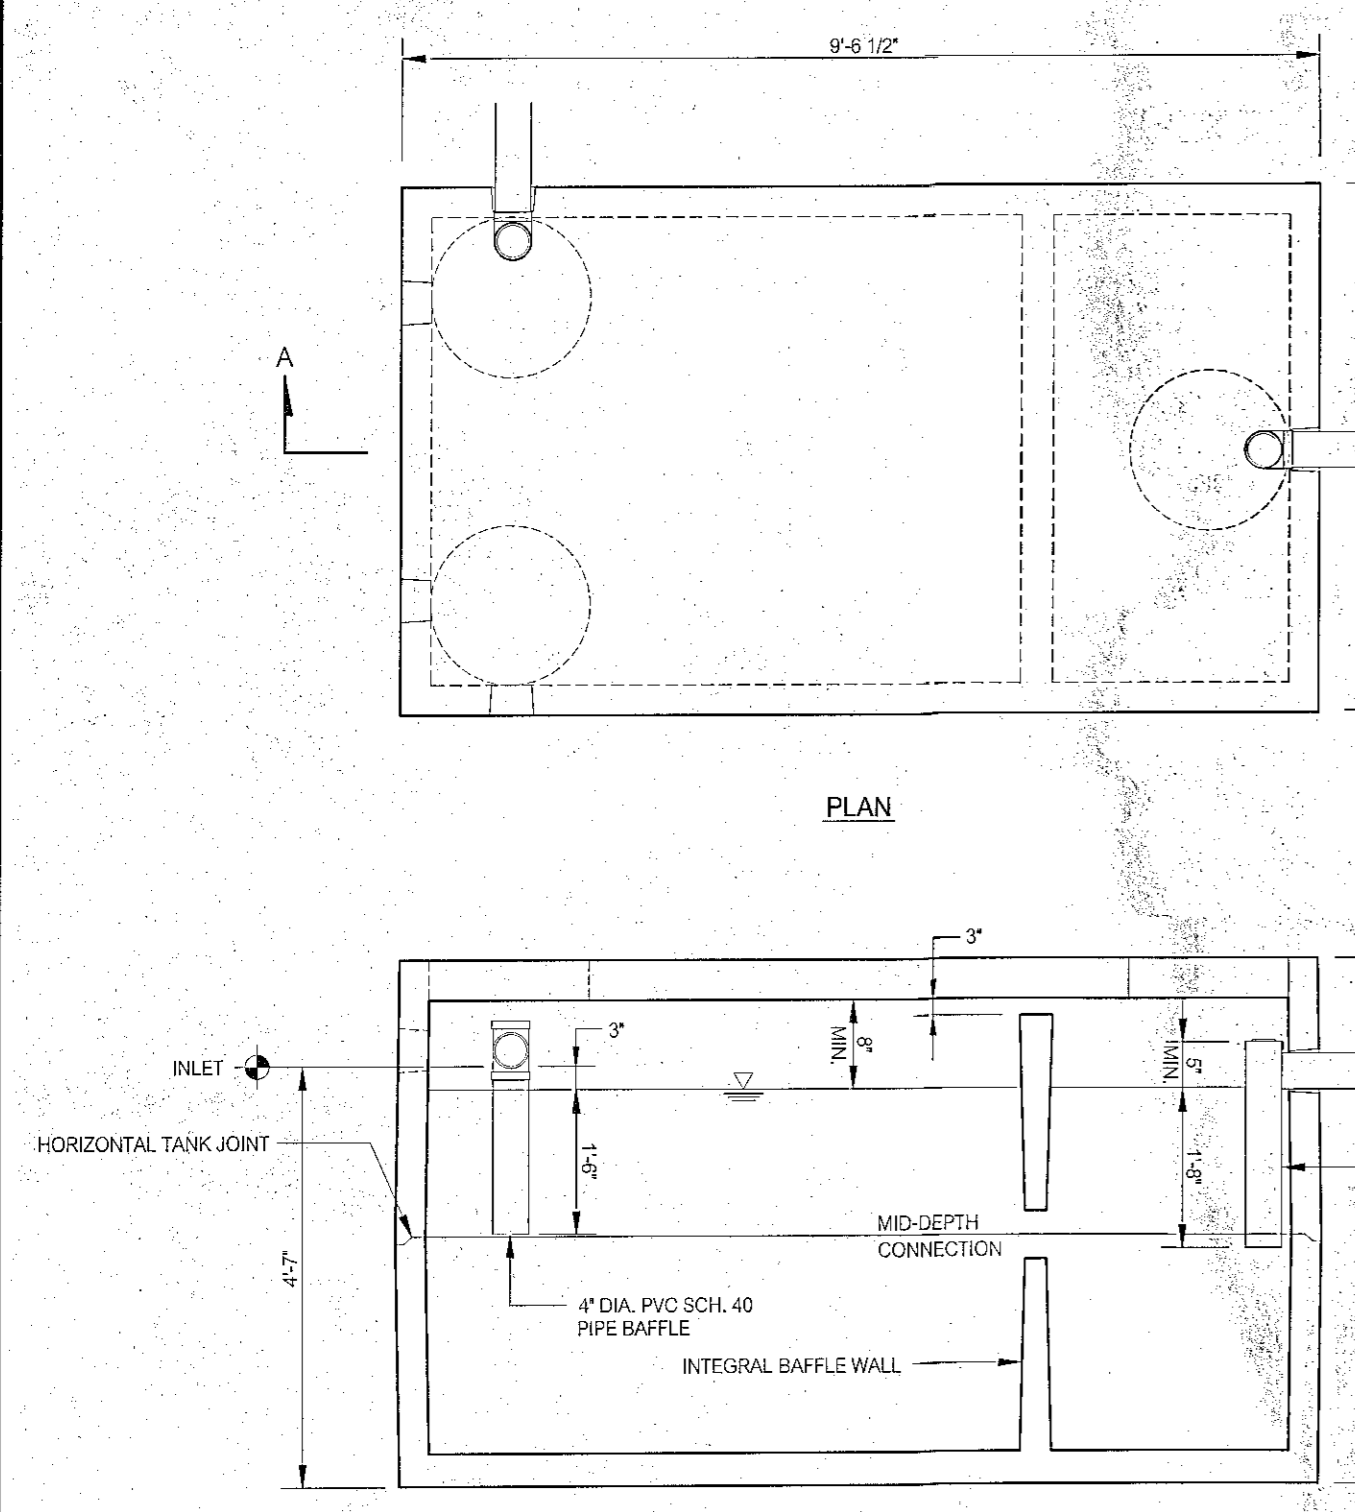 9'-6 1/2"
A
PLAN
3"
3"
INLET
8"
MIN.
5"
MIN.
HORIZONTAL TANK JOINT
1'-6"
1'-8"
MID-DEPTH
CONNECTION
4'-7"
4" DIA. PVC SCH. 40
PIPE BAFFLE
INTEGRAL BAFFLE WALL